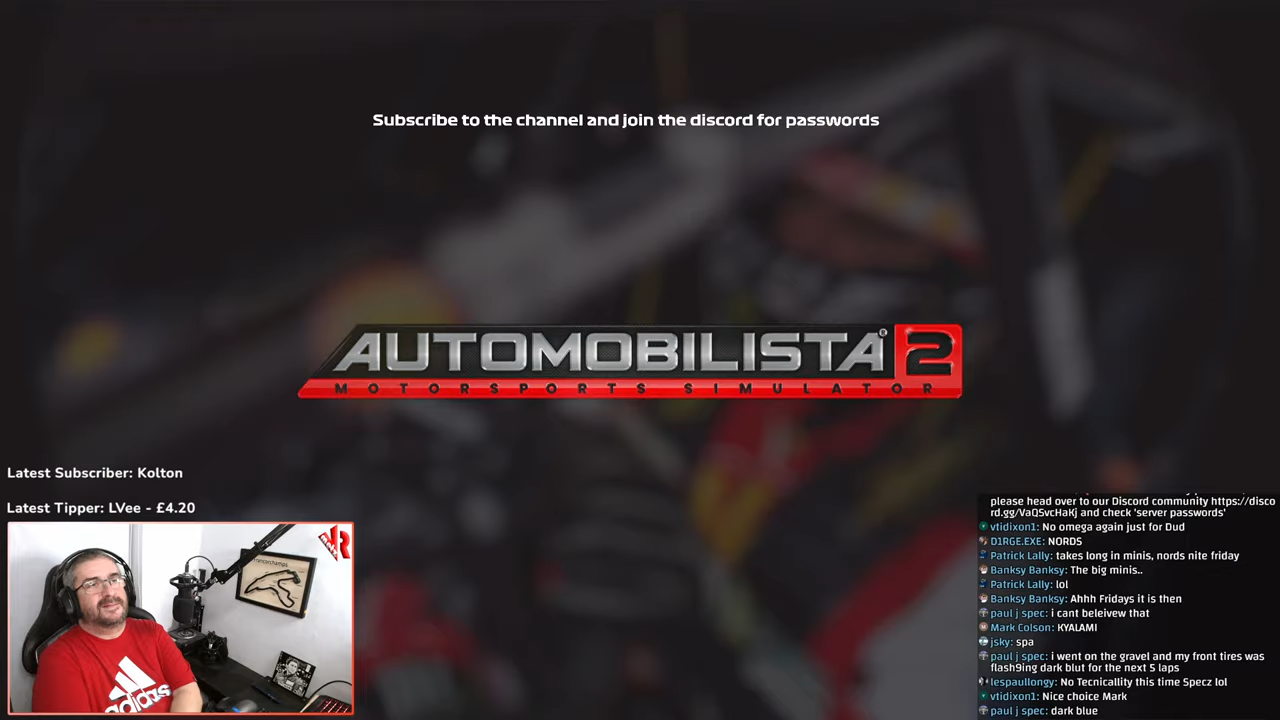 Subscribe to the channel and join the discord for passwords
AUTOMOBILISTA® 2
MOTORSPORTS SIMULATOR
Latest Subscriber: Kolton
Latest Tipper: LVee - £4.20
adidas
please head over to our Discord community https://disco
rd.gg/VaQSvcHaKj and check 'server passwords'
vtidixon1: No omega again just for Dud
D1RGE.EXE: NORDS
Patrick Lally: takes long in minis, nords nite friday
Banksy Banksy: The big minis..
Patrick Lally: lol
Banksy Banksy: Ahhh Fridays it is then
paul j spec: i cant beleivew that
Mark Colson: KYALAMI
jsky: spa
paul j spec: i went on the gravel and my front tires was
flash9ing dark blut for the next 5 laps
lespaullongy: No Tecnicallity this time Specz lol
vtidixon1: Nice choice Mark
paul j spec: dark blue